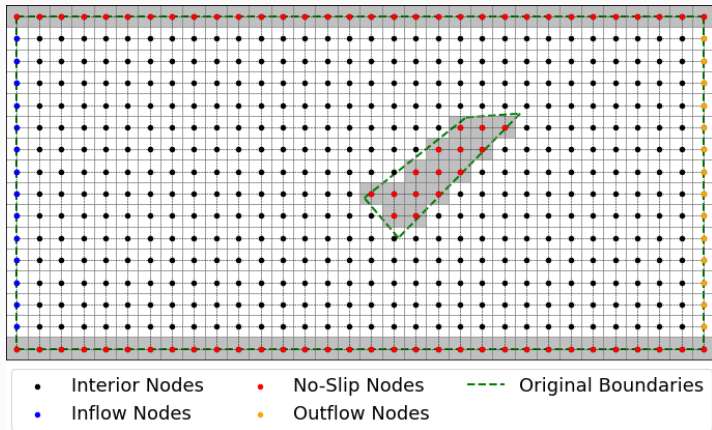 Interior Nodes No-Slip Nodes Original Boundaries
Inflow Nodes Outflow Nodes